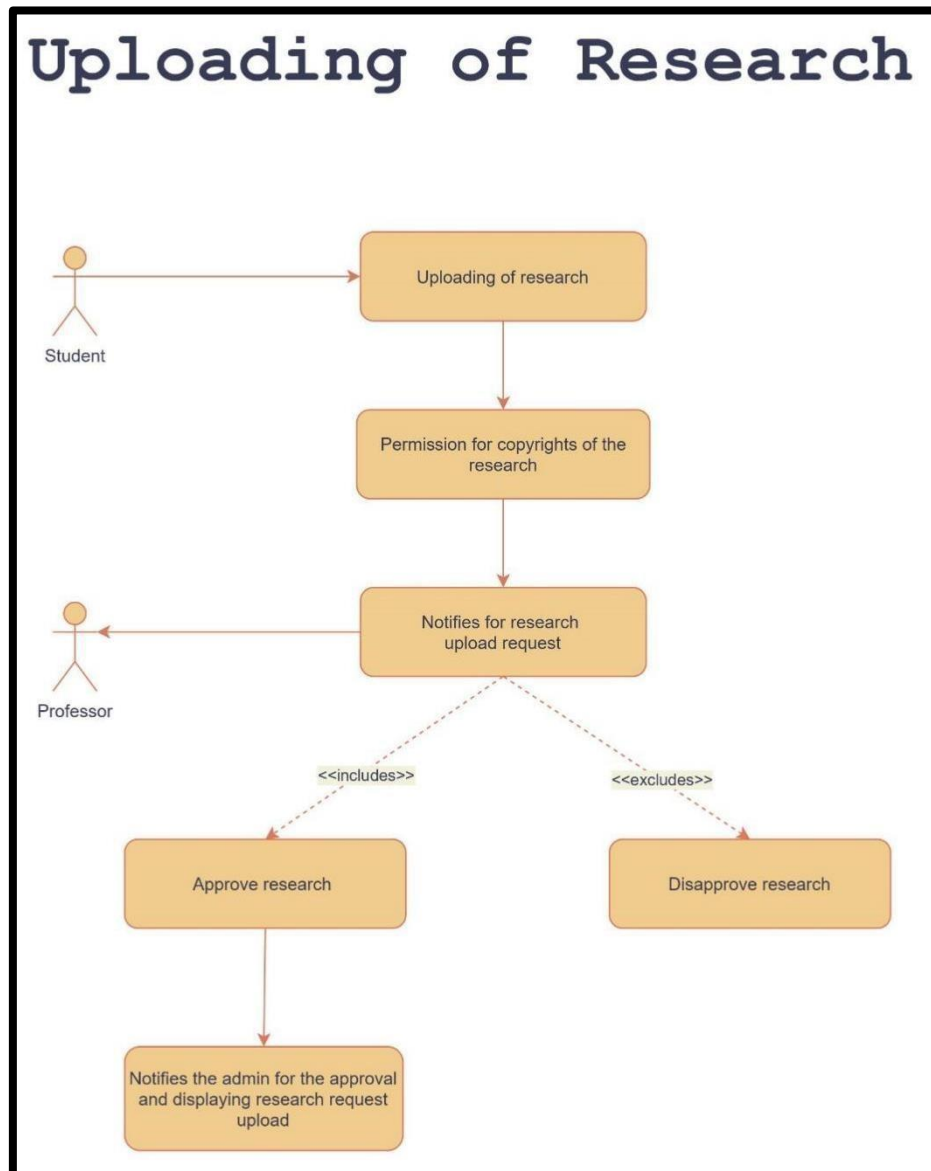 Uploading of Research
Uploading of research
Student
Permission for copyrights of the
research
Notifies for research
upload request
Professor
<<includes>>
<<excludes>>
Approve research
Disapprove research
Notifies the admin for the approval
and displaying research request
upload